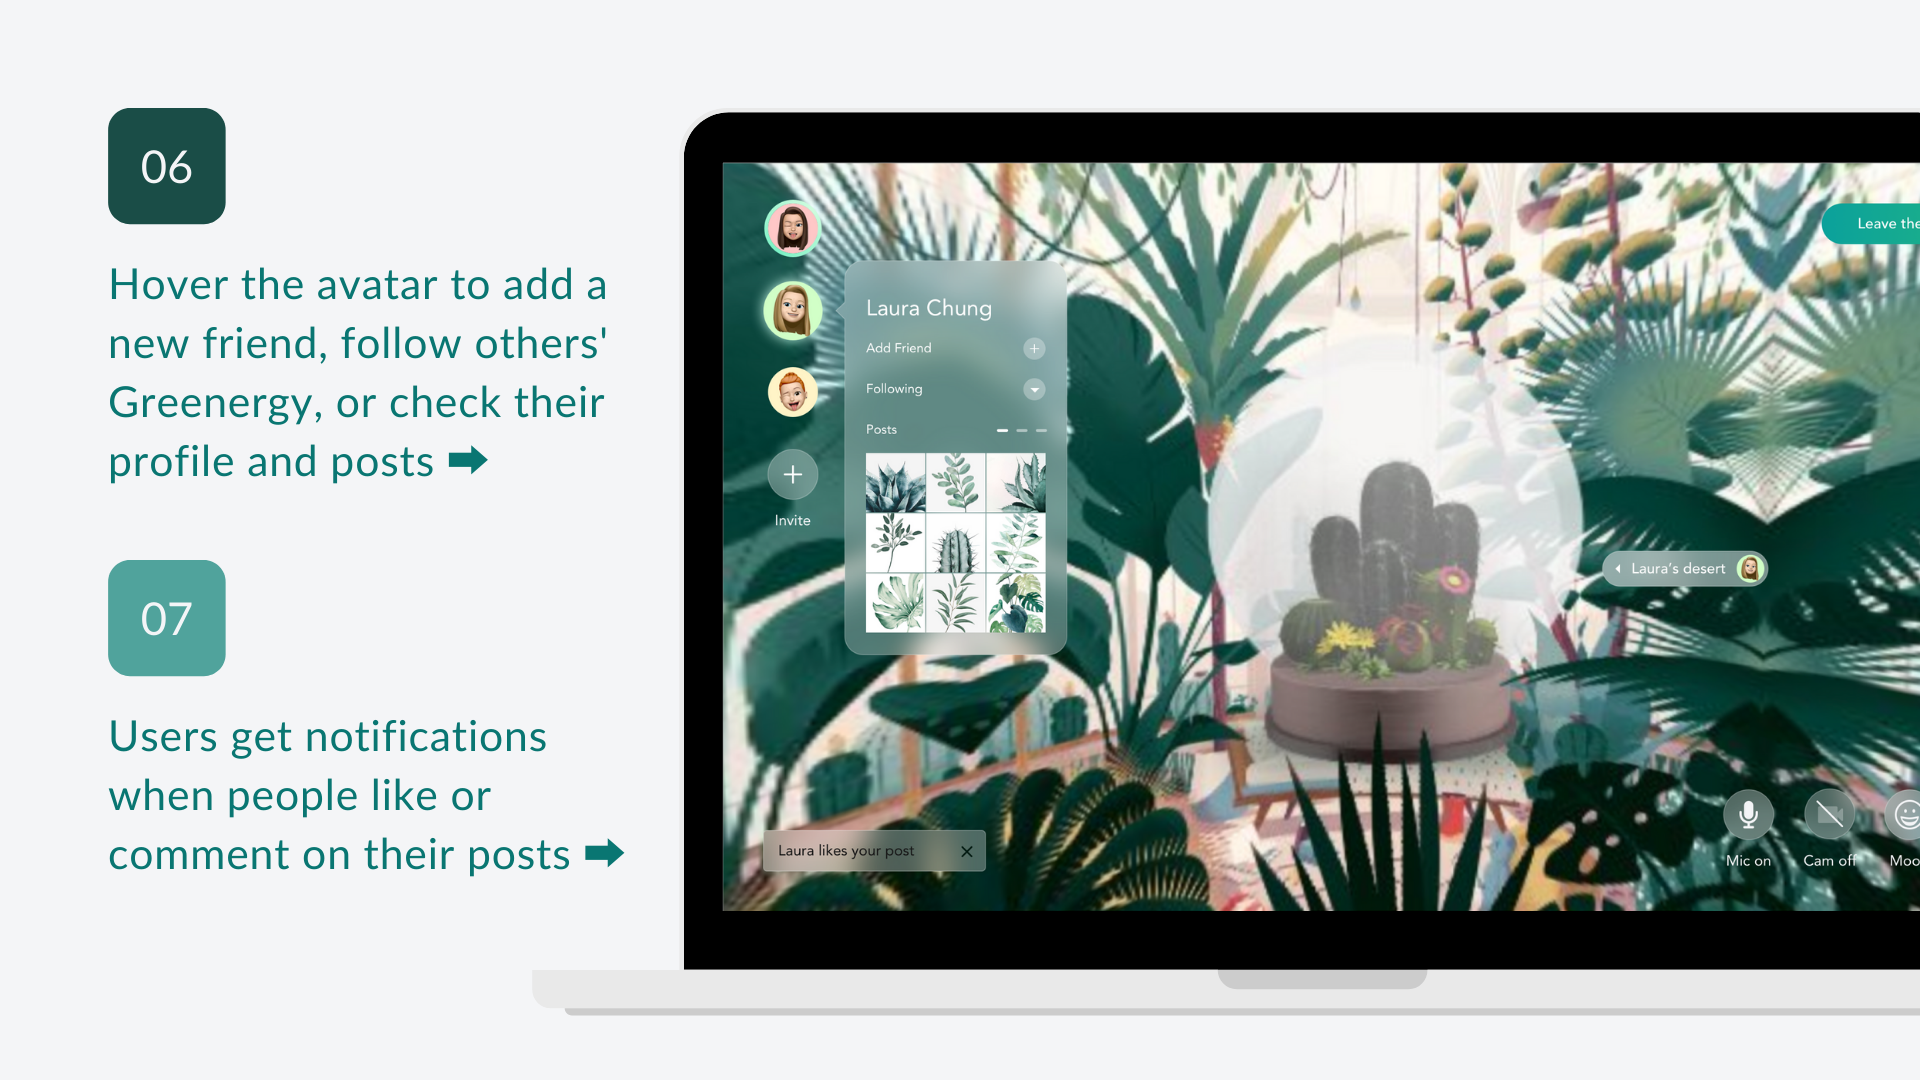 06
Hover the avatar to add a
new friend, follow others'
Greenergy, or check their
profile and posts ➡
07
Users get notifications
when people like or
comment on their posts ➡
Laura Chung
Add Friend
Following
Posts
Invite
Laura likes your post
Leave the
Laura's desert
Mic on
Cam off
Moo